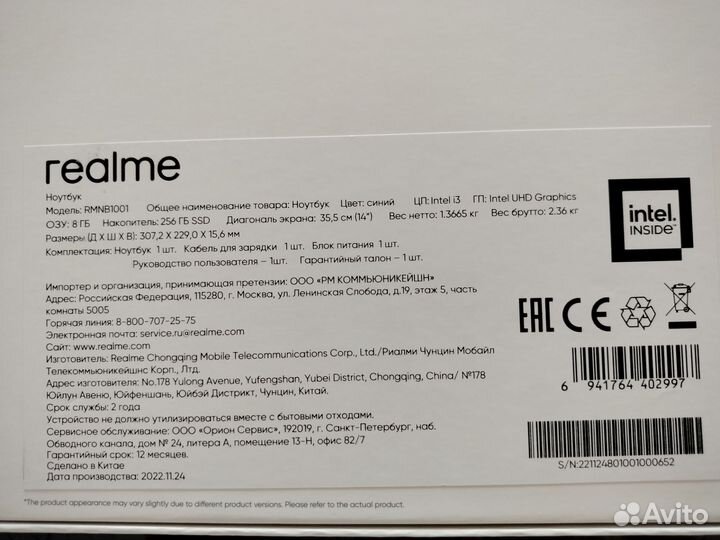 realme
Ноутбук
Модель: RMNB1001 Общее наименование товара: Ноутбук Цвет: синий ЦП: Intel i3 ГП: Intel UHD Graphics
ОЗУ: 8 ГБ Накопитель: 256 ГБ SSD Диагональ экрана: 35,5 см (14") Вес нетто: 1.3665 кг Вес брутто: 2.36 кг
Размеры (Д X Ш X В): 307,2 X 229,0 X 15,6 мм
Комплектация: Ноутбук 1 шт. Кабель для зарядки 1 шт. Блок питания 1 шт.
Руководство пользователя – 1шт. Гарантийный талон – 1 шт.
intel.
INSIDE™
Импортер и организация, принимающая претензии: ООО «РМ КОММЬЮНИКЕЙШН»
Адрес: Российская Федерация, 115280, г. Москва, ул. Ленинская Слобода, д.19, этаж 5, часть
комнаты 5005
Горячая линия: 8-800-707-25-75
Электронная почта: service.ru@realme.com
Сайт: www.realme.com
Изготовитель: Realme Chongqing Mobile Telecommunications Corp., Ltd./Риалми Чунцин Мобайл
Телекоммьюникейшнс Корп., Лтд.
Адрес изготовителя: No.178 Yulong Avenue, Yufengshan, Yubei District, Chongqing, China/ №178
Юйлун Авеню, Юйфеншань, Юйбэй Дистрикт, Чунцин, Китай.
Срок службы: 2 года
Устройство не должно утилизироваться вместе с бытовыми отходами.
Сервисное обслуживание: ООО «Орион Сервис», 192019, г. Санкт-Петербург, наб.
Обводного канала, дом № 24, литера А, помещение 13-Н, офис 82/7
Гарантийный срок: 12 месяцев.
Сделано в Китае
Дата производства: 2022.11.24
EAC CE
6 941764 402997
S/N:221124801001000652
*The product appearance may vary slightly due to different product versions. Please refer to the actual product.
Avito